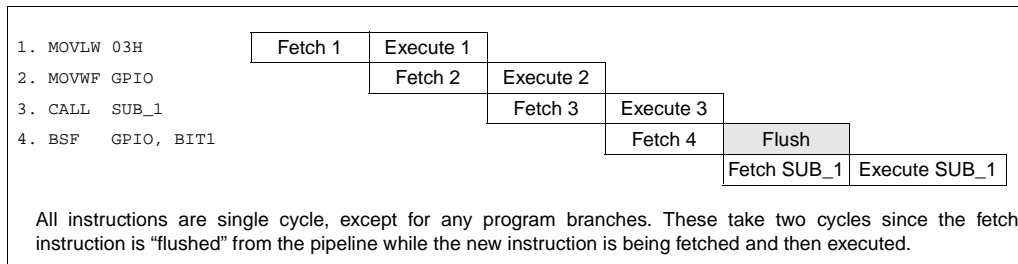 1. MOVLW 03H Fetch 1 Execute 1
2. MOVWF GPIO Fetch 2 Execute 2
3. CALL SUB_1 Fetch 3 Execute 3
4. BSF GPIO, BIT1 Fetch 4 Flush
Fetch SUB_1 Execute SUB_1
All instructions are single cycle, except for any program branches. These take two cycles since the fetch
instruction is “flushed” from the pipeline while the new instruction is being fetched and then executed.